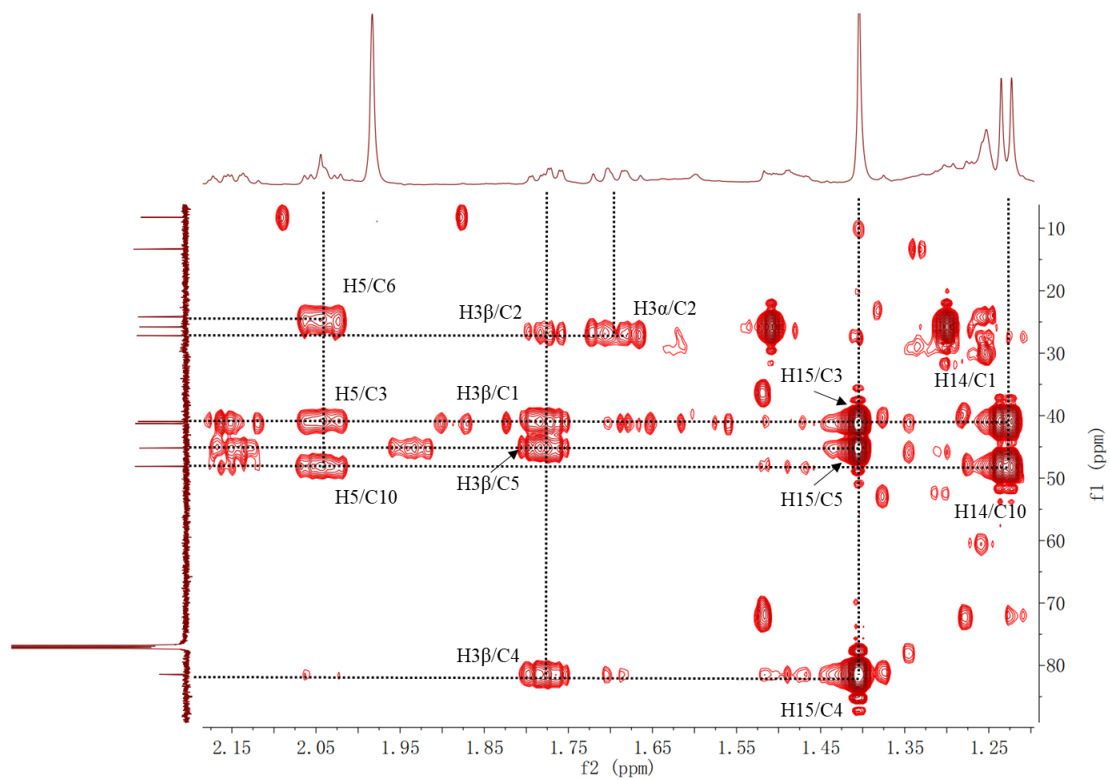 10
H5/C6
20
H3β/C2
H3α/C2
30
H15/C3
H14/C1
H5/C3
H3β/C1
40
H5/C10
H3β/C5
H15/C5
H14/C10
50
60
70
H3β/C4
80
H15/C4
2.15 2.05 1.95 1.85 1.75 1.65 1.55 1.45 1.35 1.25
f2 (ppm)
f1 (ppm)